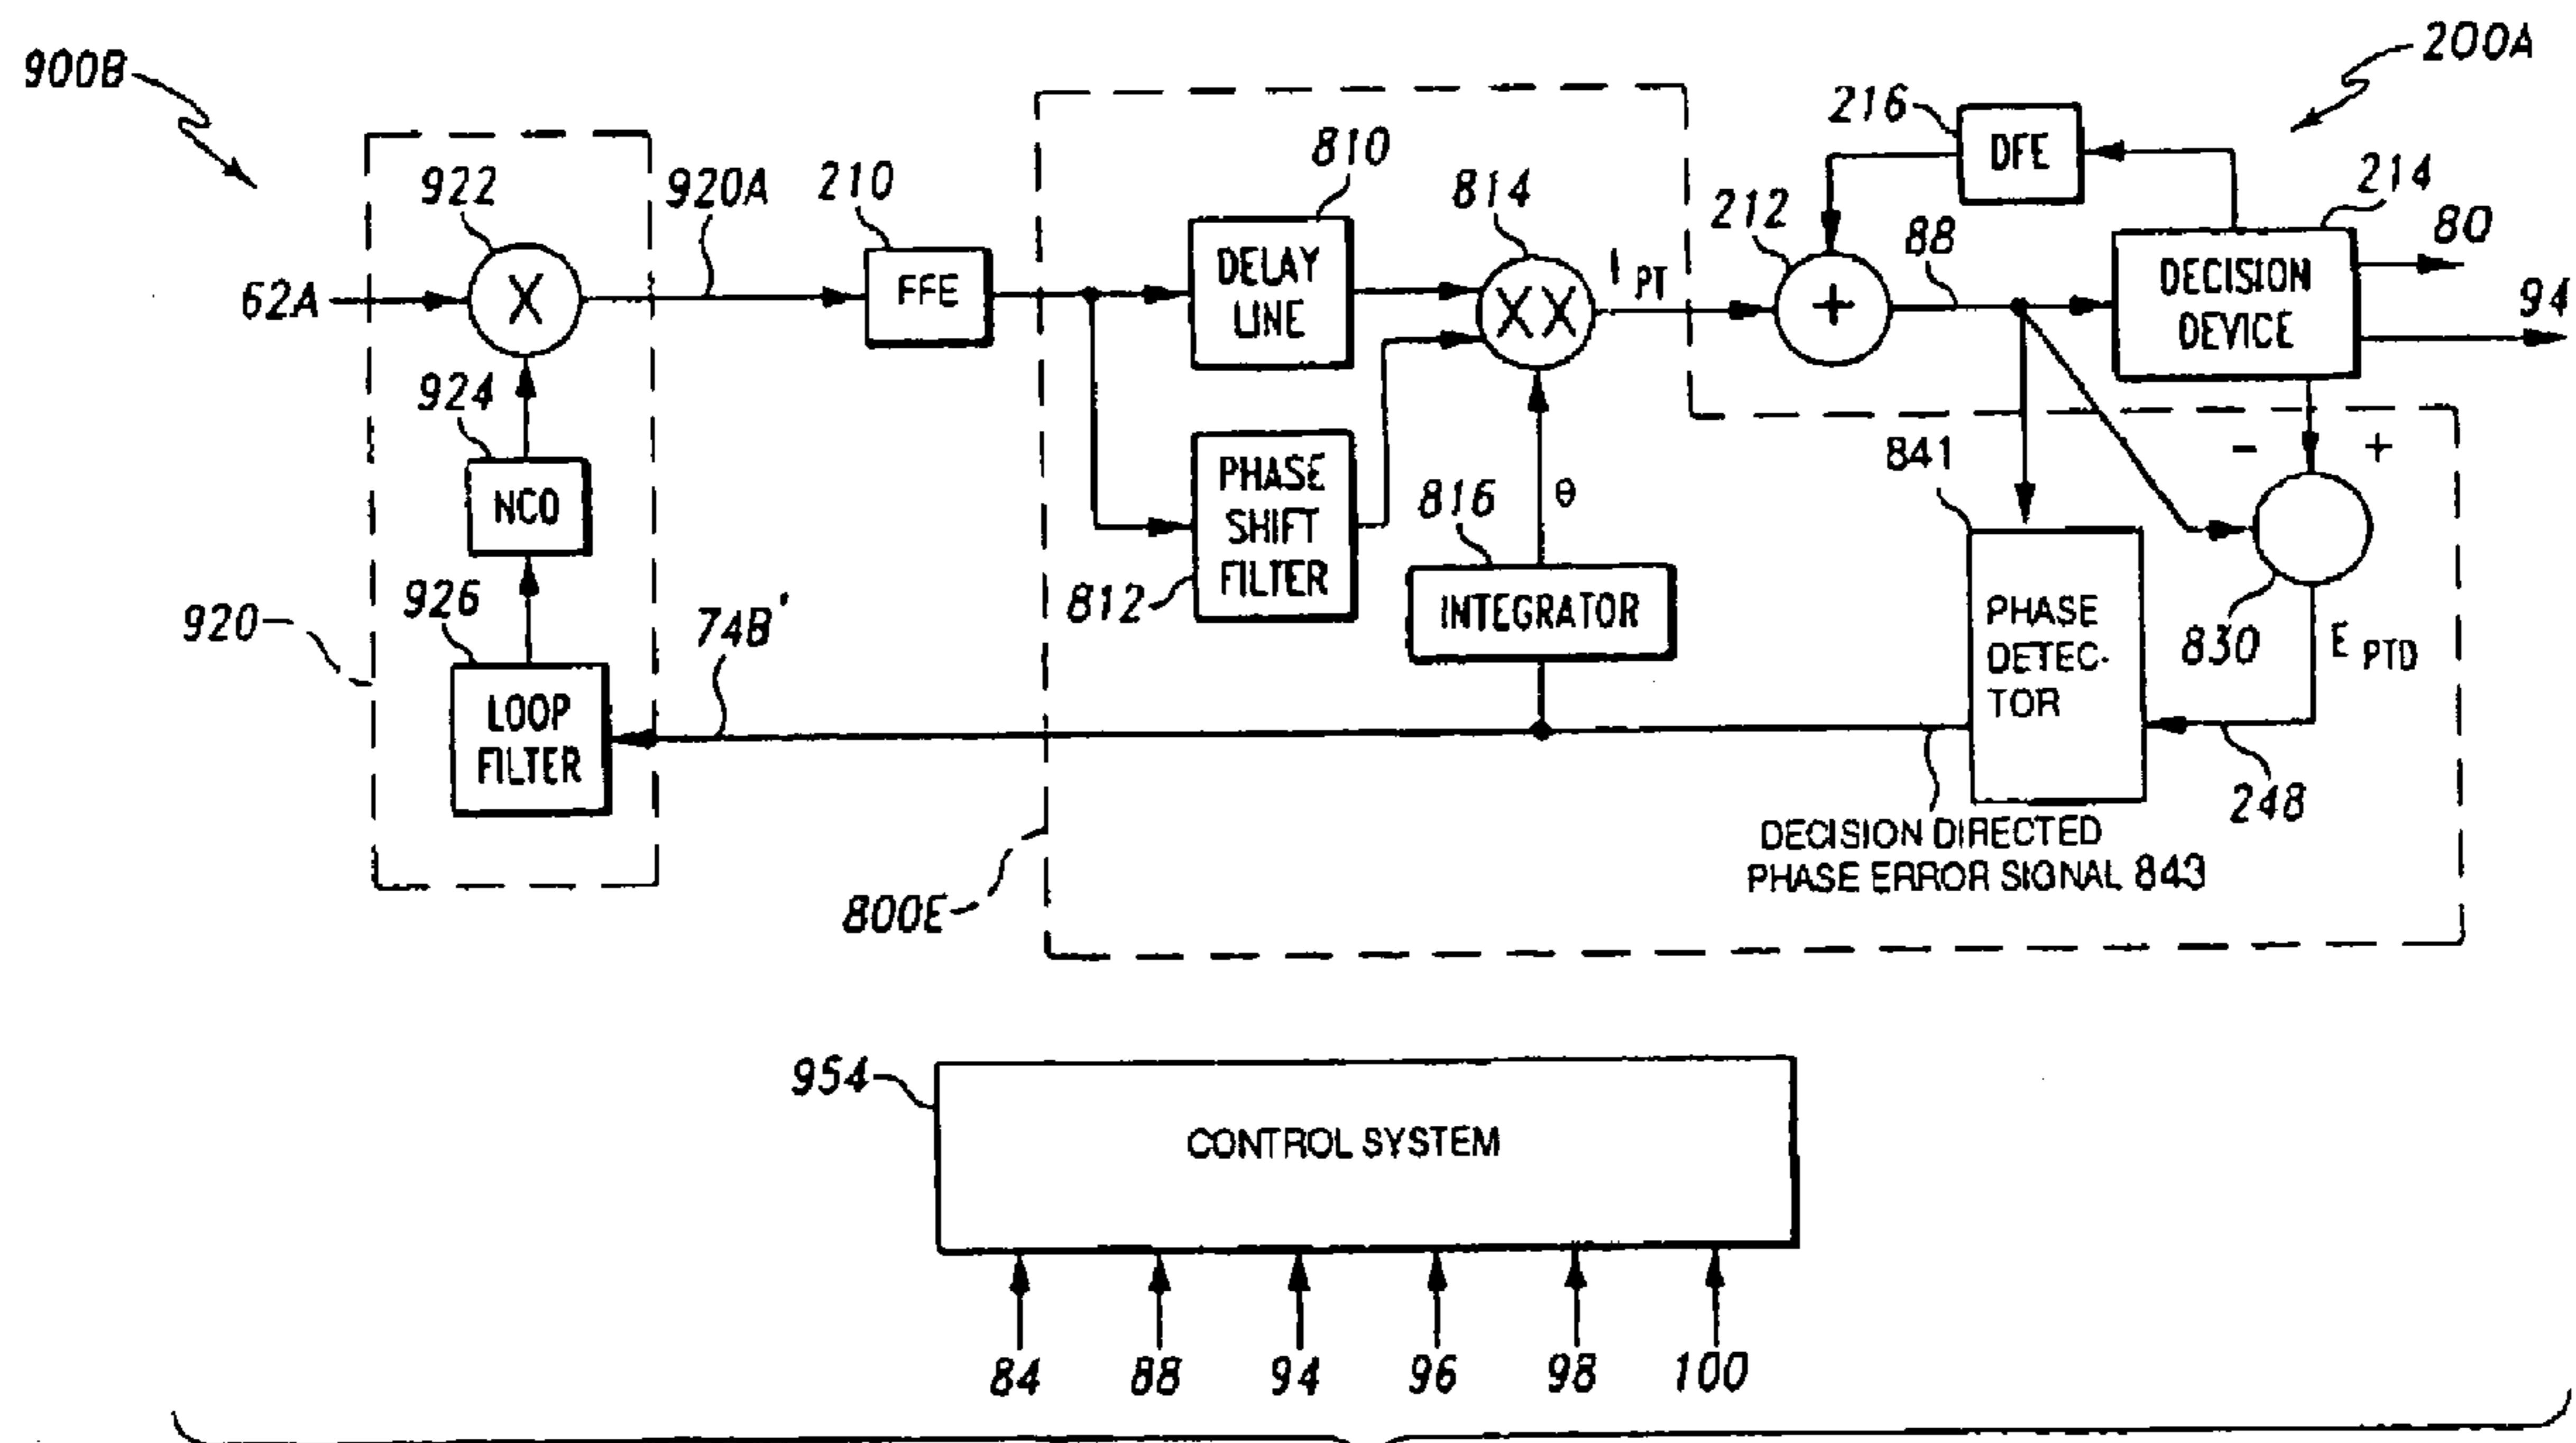 900B
200A
216
DFE
810
922
920A
210
814
212
88
214
80
62A
X
FFE
DELAY
LINE
XX
I PT
+
DECISION
DEVICE
94
924
NCO
PHASE
SHIFT
FILTER
812
816
θ
INTEGRATOR
841
-
+
PHASE
DETEC-
TOR
830
E PTD
248
920
926
LOOP
FILTER
74B'
DECISION DIRECTED
PHASE ERROR SIGNAL 843
800E
954
CONTROL SYSTEM
84
88
94
96
98
100